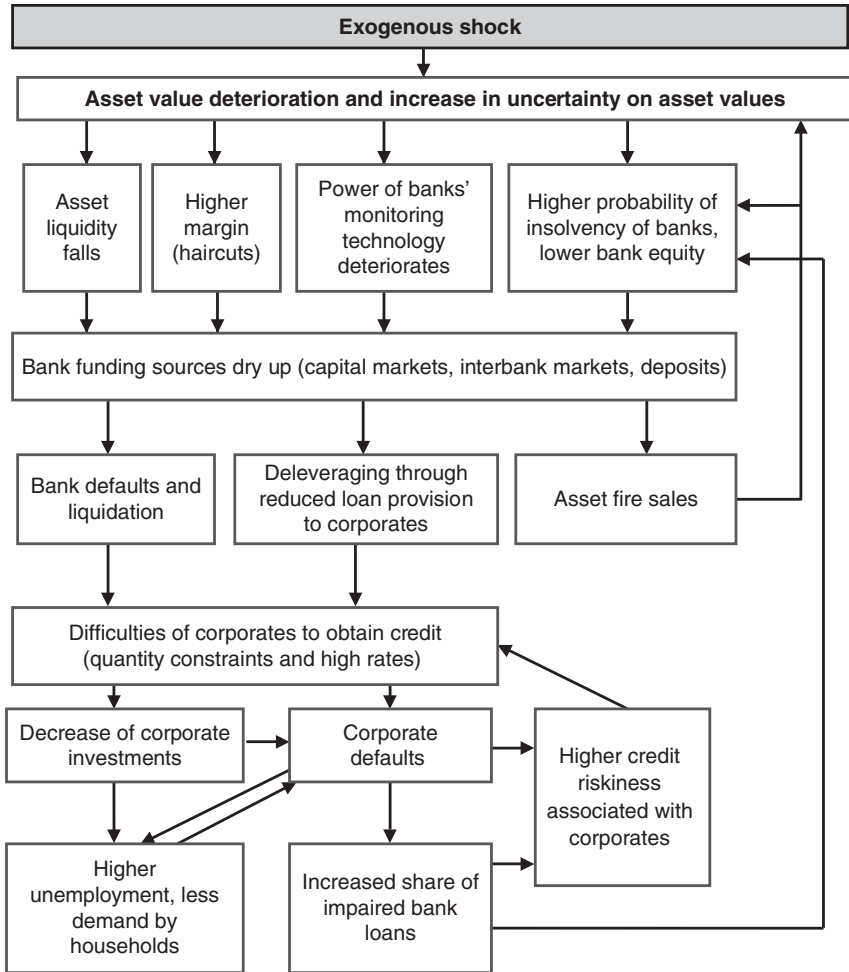 Exogenous shock
Asset value deterioration and increase in uncertainty on asset values
Asset
liquidity
falls
Higher
margin
(haircuts)
Power of banks’
monitoring
technology
deteriorates
Higher probability of
insolvency of banks,
lower bank equity
Bank funding sources dry up (capital markets, interbank markets, deposits)
Bank defaults and
liquidation
Deleveraging through
reduced loan provision
to corporates
Asset fire sales
Difficulties of corporates to obtain credit
(quantity constraints and high rates)
Decrease of corporate
investments
Corporate
defaults
Higher credit
riskiness
associated with
corporates
Higher
unemployment, less
demand by
households
Increased share of
impaired bank
loans